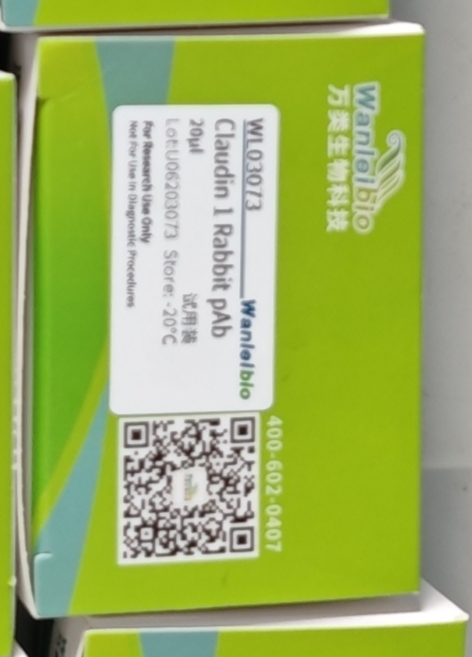 Wanleibio
万类生物科技
WL03073 Wanleibio
Claudin 1 Rabbit pAb
20μl 试用装
Lot:U06203073 Store: -20°C
For Research Use Only
Not For Use In Diagnostic Procedures
400-602-0407